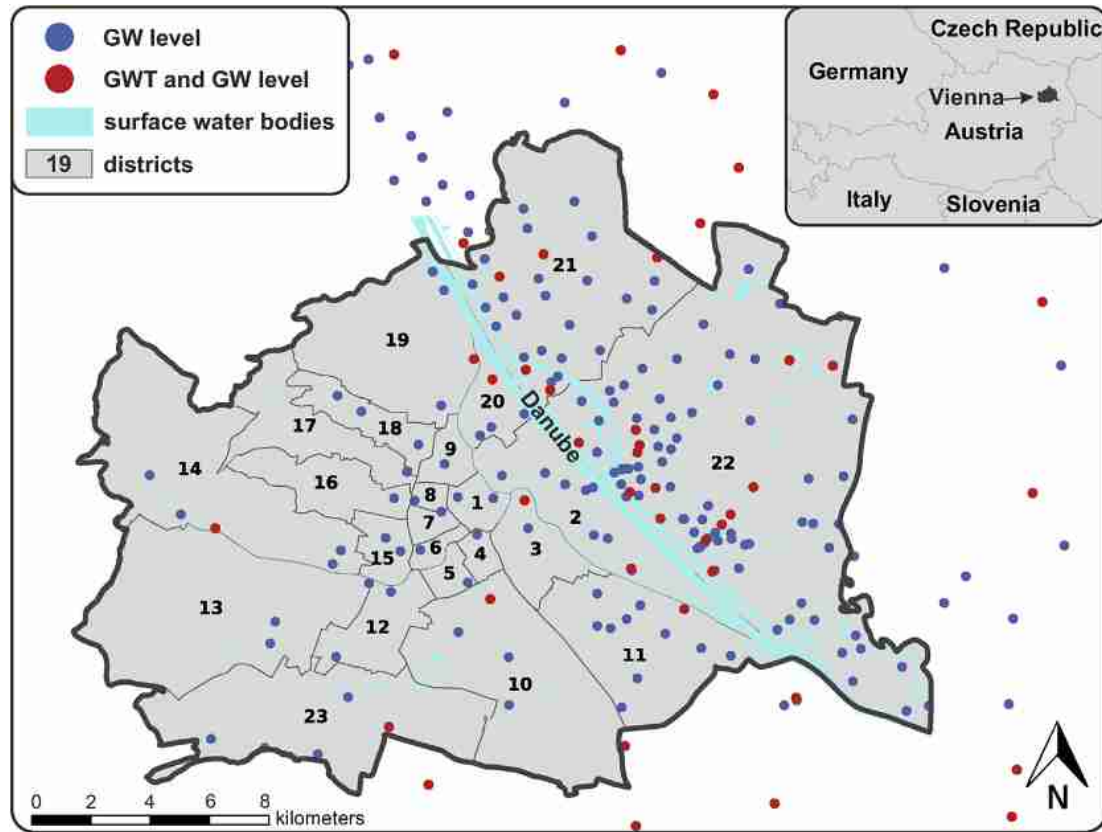 GW level
GWT and GW level
surface water bodies
19 districts
Czech Republic
Germany
Vienna
Austria
Italy
Slovenia
21
19
20
Danube
17
18
9
14
16
22
8
1
7
2
15
6
4
3
5
13
12
11
10
23
0 2 4 6 8
kilometers
N